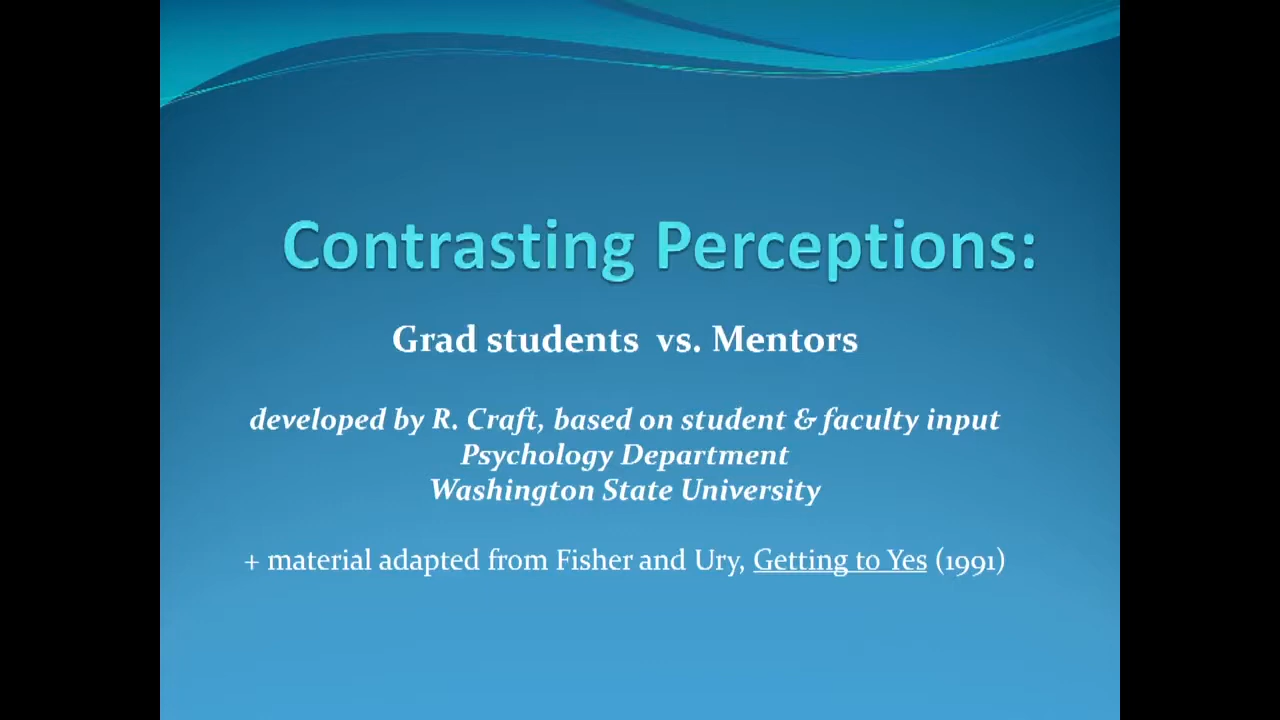 Contrasting Perceptions:
Grad students vs. Mentors
developed by R. Craft, based on student & faculty input
Psychology Department
Washington State University
+ material adapted from Fisher and Ury, Getting to Yes (1991)